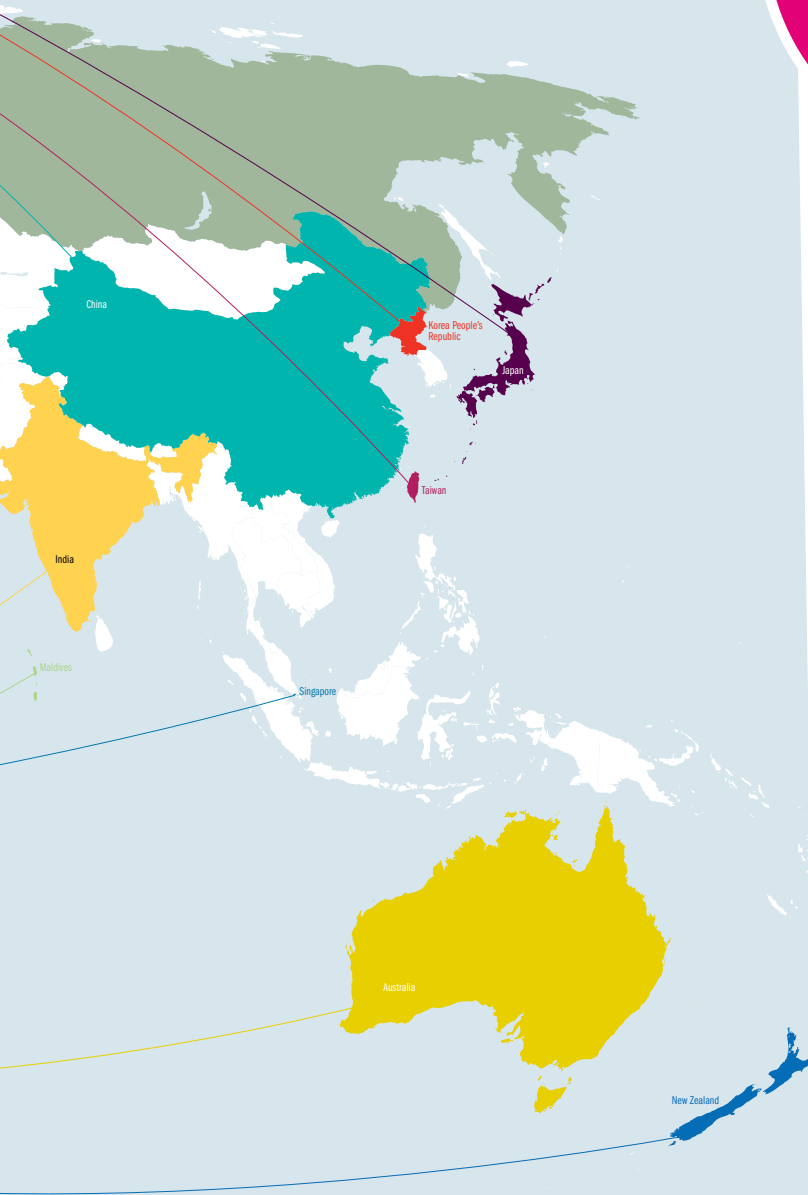 China
Korea People's
Republic
Japan
Taiwan
India
Maldives
Singapore
Australia
New Zealand